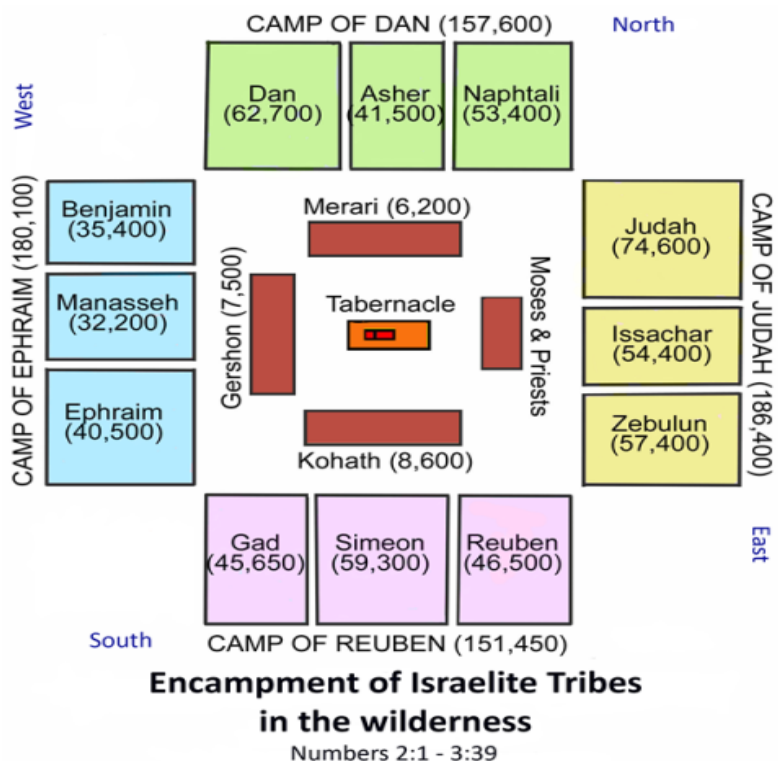 CAMP OF DAN (157,600)
North
West
Dan
(62,700)
Asher
(41,500)
Naphtali
(53,400)
CAMP OF EPHRAIM (180,100)
Benjamin
(35,400)
Manasseh
(32,200)
Ephraim
(40,500)
Merari (6,200)
Gershon (7,500)
Tabernacle
Moses & Priests
Kohath (8,600)
Judah
(74,600)
Issachar
(54,400)
Zebulun
(57,400)
CAMP OF JUDAH (186,400)
East
Gad
(45,650)
Simeon
(59,300)
Reuben
(46,500)
South
CAMP OF REUBEN (151,450)
Encampment of Israelite Tribes
in the wilderness
Numbers 2:1 - 3:39